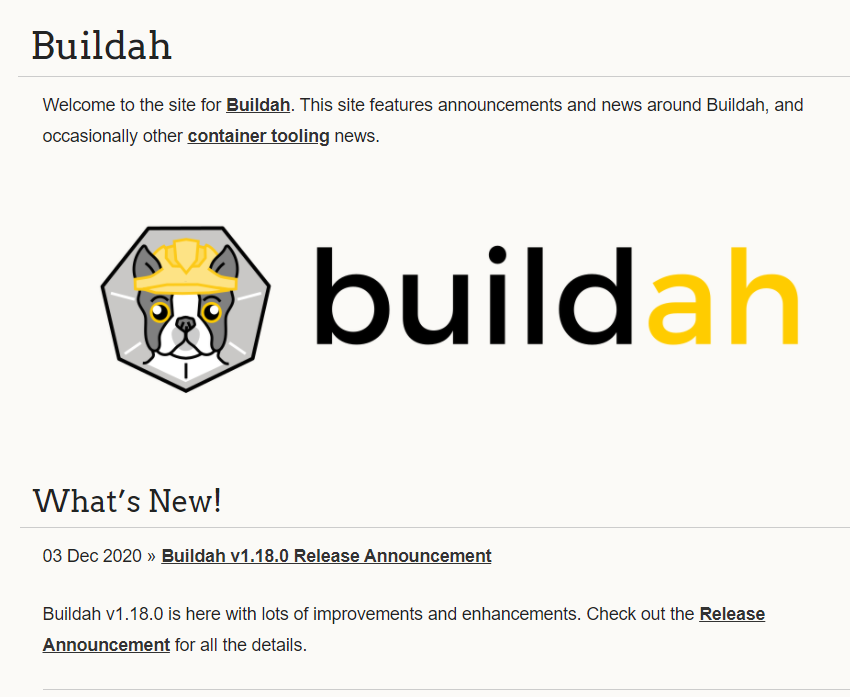 Buildah
Welcome to the site for Buildah. This site features announcements and news around Buildah, and
occasionally other container tooling news.
buildah
What’s New!
03 Dec 2020 » Buildah v1.18.0 Release Announcement
Buildah v1.18.0 is here with lots of improvements and enhancements. Check out the Release
Announcement for all the details.